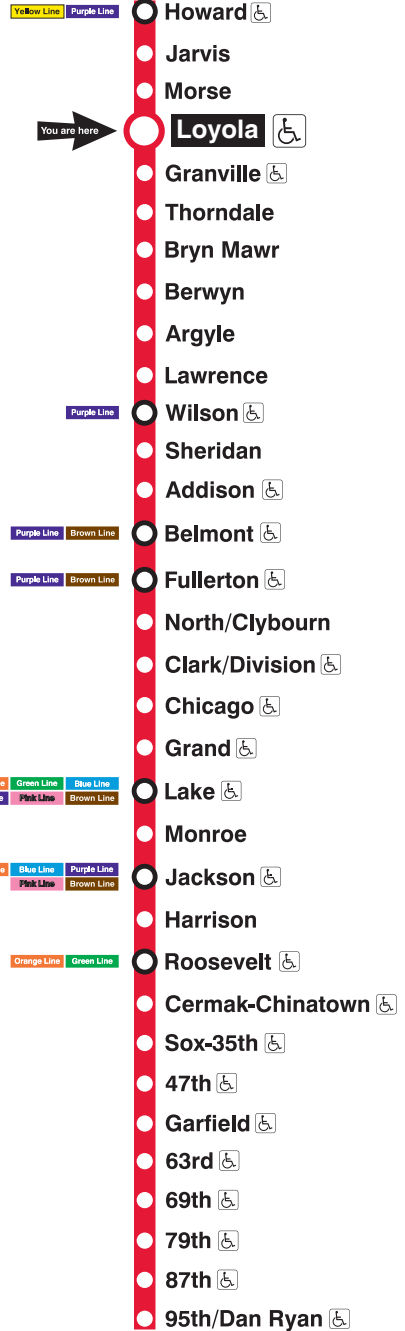 Yellow Line Purple Line Howard
Jarvis
Morse
You are here Loyola
Granville
Thorndale
Bryn Mawr
Berwyn
Argyle
Lawrence
Purple Line Wilson
Sheridan
Addison
Purple Line Brown Line Belmont
Purple Line Brown Line Fullerton
North/Clybourn
Clark/Division
Chicago
Grand
Green Line Blue Line
Pink Line Brown Line
Lake
Monroe
Blue Line Purple Line
Pink Line Brown Line
Jackson
Harrison
Orange Line Green Line Roosevelt
Cermak-Chinatown
Sox-35th
47th
Garfield
63rd
69th
79th
87th
95th/Dan Ryan